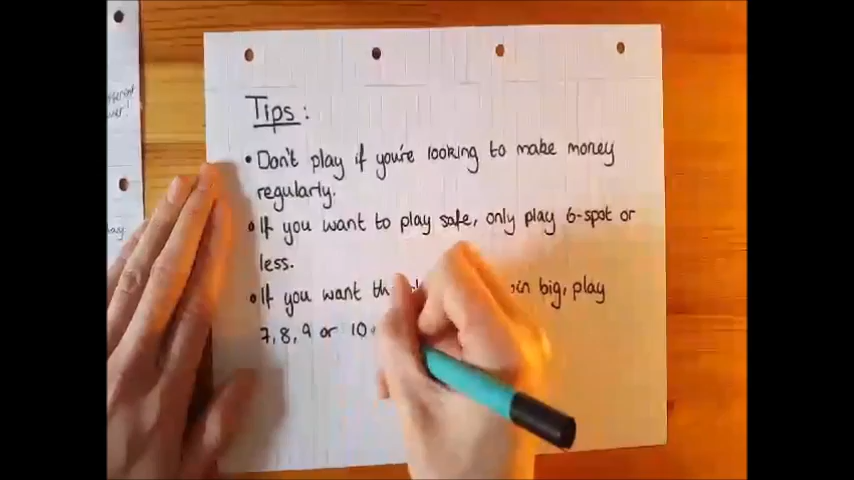 Tips:
• Don't play if you're looking to make money
regularly.
• If you want to play safe, only play 6-spot or
less.
• If you want big, play
7, 8, 9 or 10